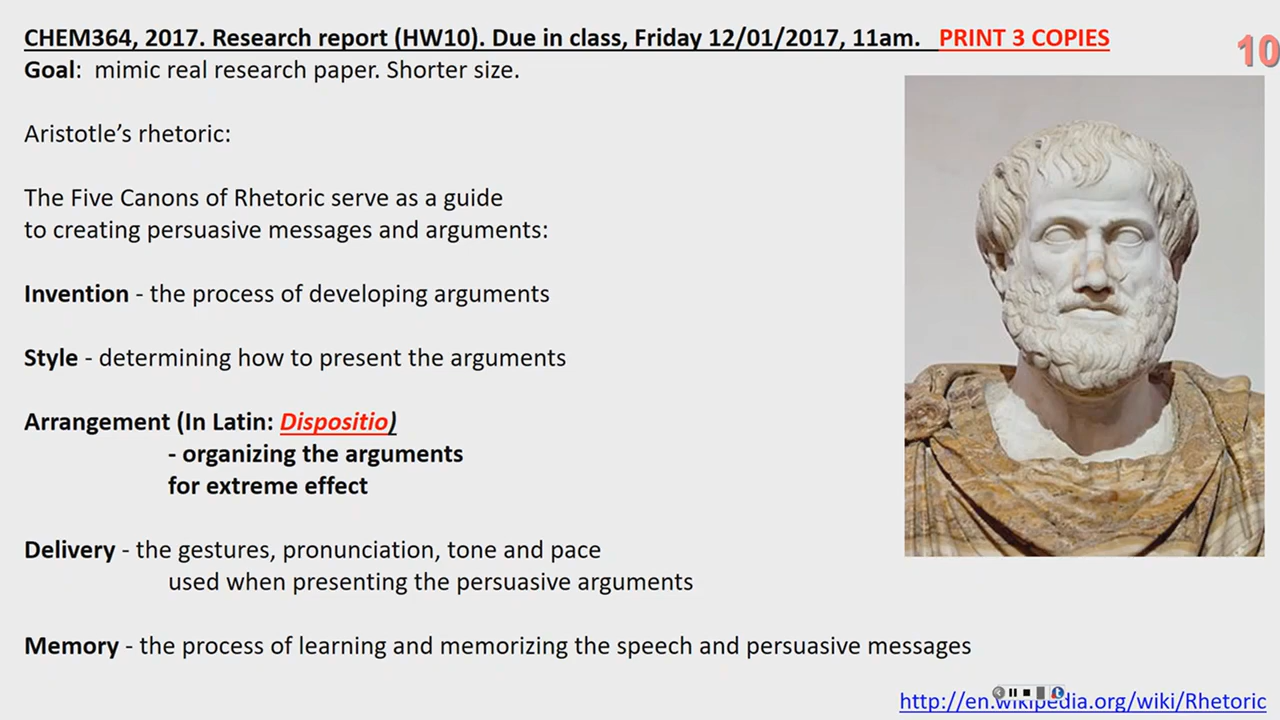 CHEM364, 2017. Research report (HW10). Due in class, Friday 12/01/2017, 11am. PRINT 3 COPIES
10
Goal: mimic real research paper. Shorter size.
Aristotle’s rhetoric:
The Five Canons of Rhetoric serve as a guide
to creating persuasive messages and arguments:
Invention - the process of developing arguments
Style - determining how to present the arguments
Arrangement (In Latin: Dispositio)
- organizing the arguments
for extreme effect
Delivery - the gestures, pronunciation, tone and pace
used when presenting the persuasive arguments
Memory - the process of learning and memorizing the speech and persuasive messages
http://en.wikipedia.org/wiki/Rhetoric